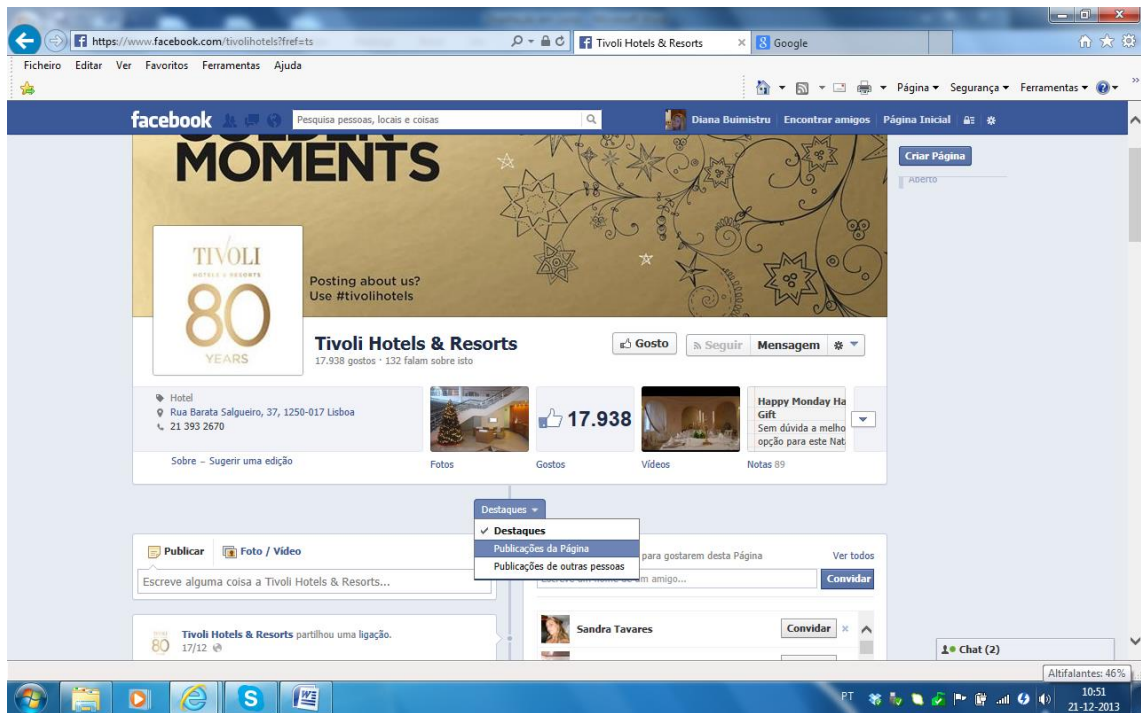 https://www.facebook.com/tivolihotels?fref=ts
Tivoli Hotels & Resorts
Google
Ficheiro Editar Ver Favoritos Ferramentas Ajuda
Página Segurança Ferramentas
facebook
Pesquisa pessoas, locais e coisas
Diana Buimistru Encontrar amigos Página Inicial
Criar Página
Aberto
MOMENTS
TIVOLI
HOTELS & RESORTS
80
YEARS
Posting about us?
Use #tivolihotels
Tivoli Hotels & Resorts
17.938 gostos · 132 falam sobre isto
Gosto
Seguir
Mensagem
Hotel
Rua Barata Salgueiro, 37, 1250-017 Lisboa
21 393 2670
Sobre – Sugerir uma edição
Fotos
17.938
Gostos
Vídeos
Happy Monday Ha
Gift
Sem dúvida a melho
opção para este Nat
Notas 89
Destaques
✓ Destaques
Publicações da Página
Publicações de outras pessoas
Publicar Foto / Vídeo
Escreve alguma coisa a Tivoli Hotels & Resorts...
para gostarem desta Página
Ver todos
Convidar
Tivoli Hotels & Resorts partilhou uma ligação.
80
17/12
Sandra Tavares
Convidar ×
Chat (2)
Altifalantes: 46%
PT
10:51
21-12-2013